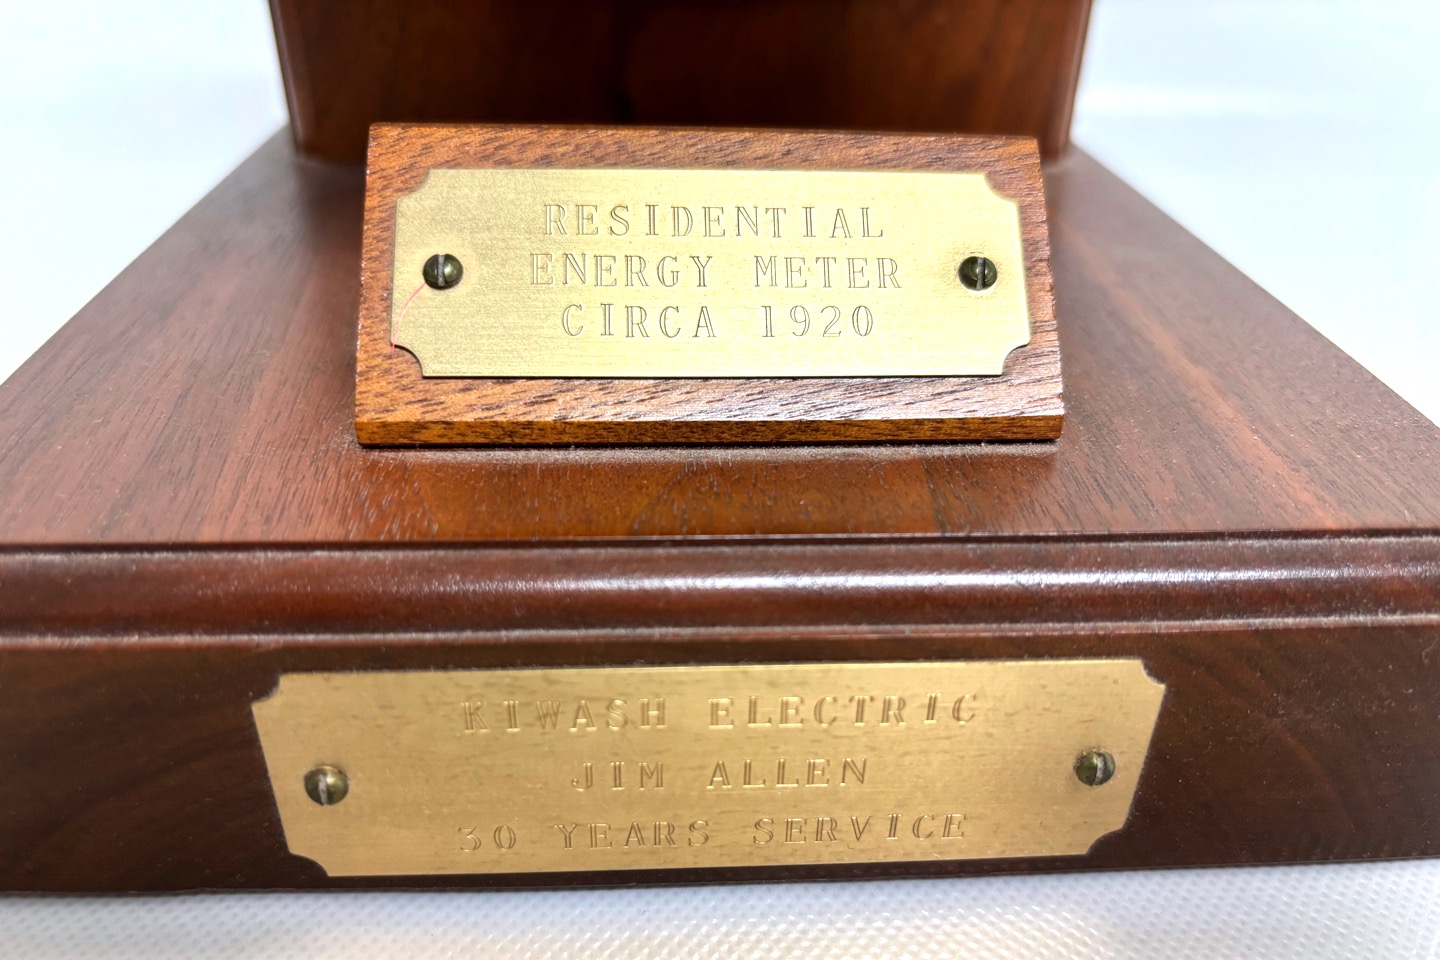 RESIDENTIAL
ENERGY METER
CIRCA 1920
KIWASH ELECTRIC
JIM ALLEN
30 YEARS SERVICE